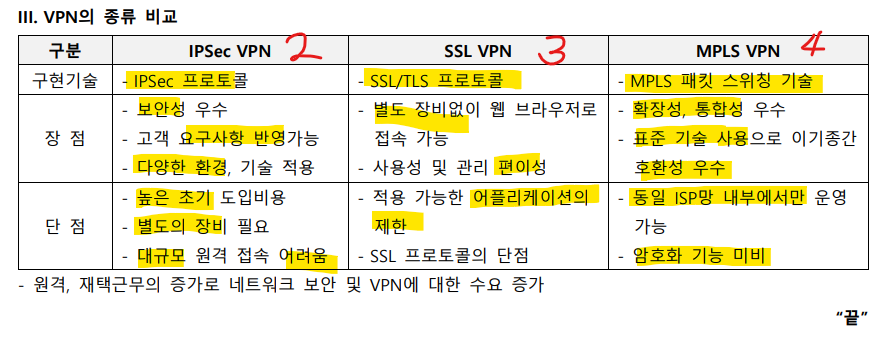 III. VPN의 종류 비교
구분 IPSec VPN 2 SSL VPN 3 MPLS VPN 4
구현기술 - IPSec 프로토콜 - SSL/TLS 프로토콜 - MPLS 패킷 스위칭 기술
장 점
- 보안성 우수
- 고객 요구사항 반영가능
- 다양한 환경, 기술 적용
- 별도 장비없이 웹 브라우저로
접속 가능
- 사용성 및 관리 편이성
- 확장성, 통합성 우수
- 표준 기술 사용으로 이기종간
호환성 우수
단 점
- 높은 초기 도입비용
- 별도의 장비 필요
- 대규모 원격 접속 어려움
- 적용 가능한 어플리케이션의
제한
- SSL 프로토콜의 단점
- 동일 ISP망 내부에서만 운영
가능
- 암호화 기능 미비
- 원격, 재택근무의 증가로 네트워크 보안 및 VPN에 대한 수요 증가
“끝”